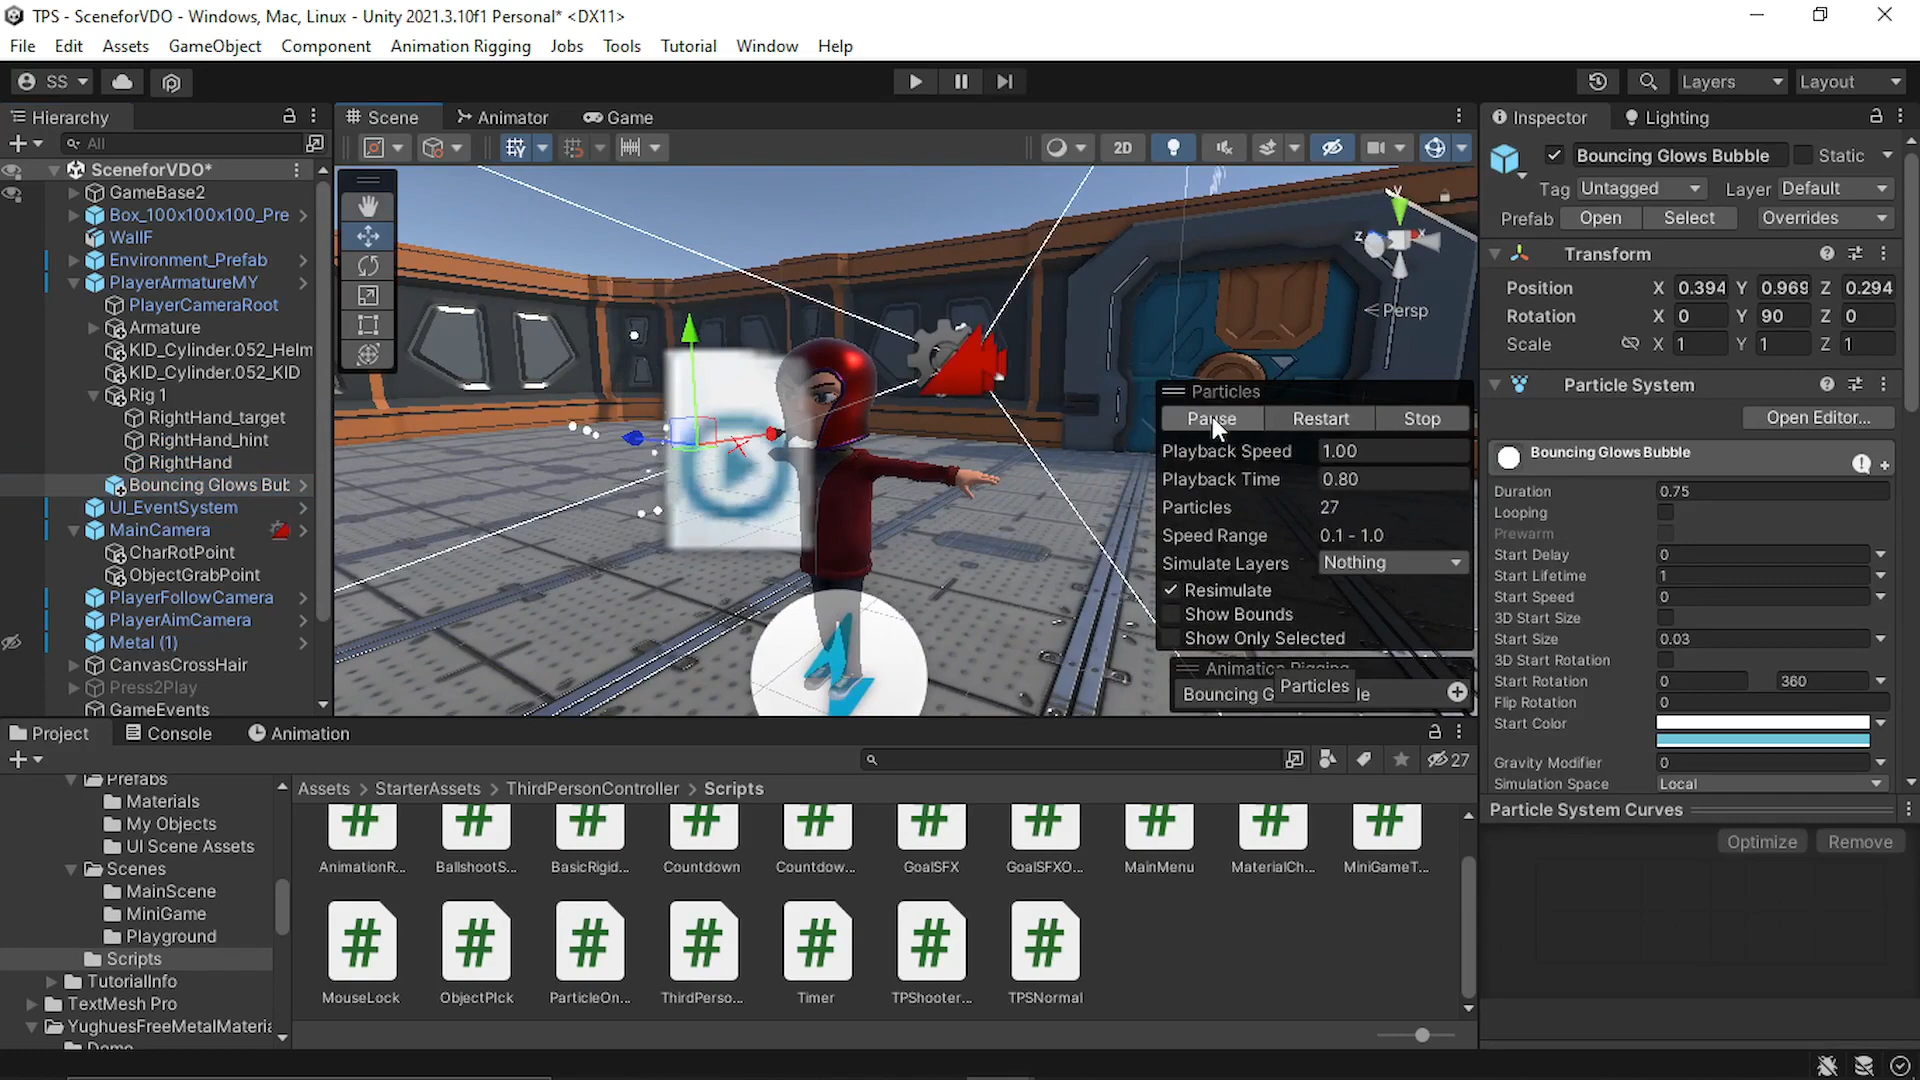 TPS - SceneforVDO - Windows, Mac, Linux - Unity 2021.3.10f1 Personal* <DX11>
File Edit Assets GameObject Component Animation Rigging Jobs Tools Tutorial Window Help
SS Layers Layout
Hierarchy
All
SceneforVDO*
GameBase2
Box_100x100x100_Pre
WallF
Environment_Prefab
PlayerArmatureMY
PlayerCameraRoot
Armature
KID_Cylinder.052_Helm
KID_Cylinder.052_KID
Rig 1
RightHand_target
RightHand_hint
RightHand
Bouncing Glows Bub
UI_EventSystem
MainCamera
CharRotPoint
ObjectGrabPoint
PlayerFollowCamera
PlayerAimCamera
Metal (1)
CanvasCrossHair
Press2Play
GameEvents
Scene Animator Game
2D
y
x
z
Persp
Particles
Pause Restart Stop
Playback Speed 1.00
Playback Time 0.80
Particles 27
Speed Range 0.1 - 1.0
Simulate Layers Nothing
Resimulate
Show Bounds
Show Only Selected
Animation Rigging
Bouncing G
Particles
le
Inspector Lighting
Bouncing Glows Bubble Static
Tag Untagged Layer Default
Prefab Open Select Overrides
Transform
Position X 0.394 Y 0.969 Z 0.294
Rotation X 0 Y 90 Z 0
Scale X 1 Y 1 Z 1
Particle System
Open Editor...
Bouncing Glows Bubble
Duration 0.75
Looping
Prewarm
Start Delay 0
Start Lifetime 1
Start Speed 0
3D Start Size
Start Size 0.03
3D Start Rotation
Start Rotation 0 360
Flip Rotation 0
Start Color
Gravity Modifier 0
Simulation Space Local
Particle System Curves
Optimize Remove
Project Console Animation
27
Prefabs
Materials
My Objects
UI Scene Assets
Scenes
MainScene
MiniGame
Playground
Scripts
TutorialInfo
TextMesh Pro
YughuesFreeMetalMateria
Demo
Assets > StarterAssets > ThirdPersonController > Scripts
AnimationR... BallshootS... BasicRigid... Countdown Countdow... GoalSFX GoalSFXO... MainMenu MaterialCh... MiniGameT...
MouseLock ObjectPIck ParticleOn... ThirdPerso... Timer TPShooter... TPSNormal